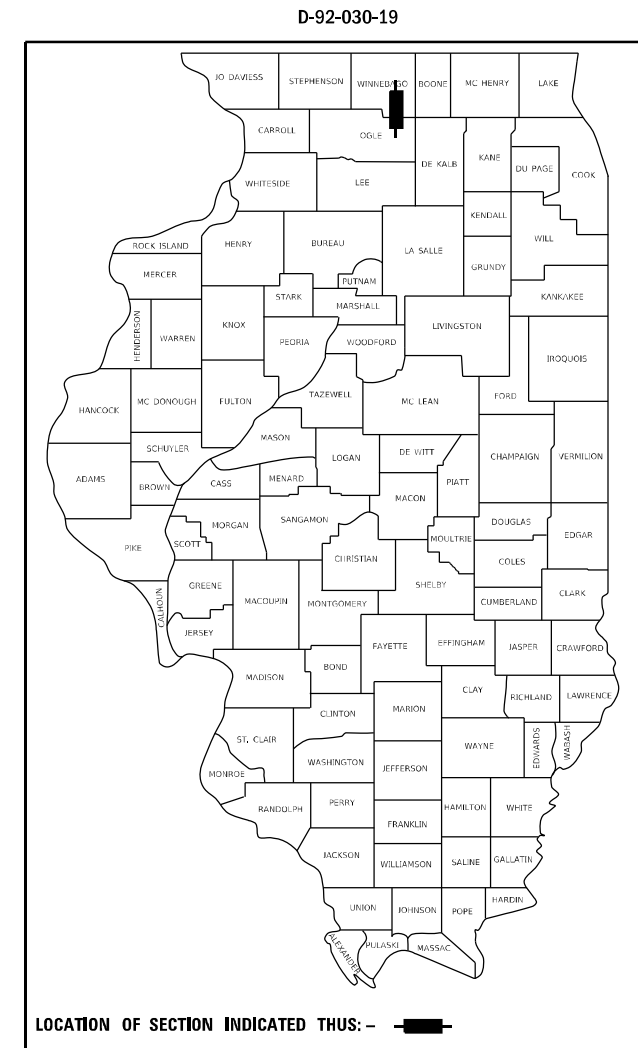 D-92-030-19
JO DAVIESS STEPHENSON WINNEBAGO BOONE MC HENRY LAKE
CARROLL OGLE
DE KALB KANE DU PAGE COOK
WHITESIDE LEE
KENDALL
ROCK ISLAND HENRY BUREAU LA SALLE WILL
MERCER PUTNAM GRUNDY
STARK MARSHALL KANKAKEE
HENDERSON WARREN KNOX PEORIA WOODFORD LIVINGSTON
IROQUOIS
HANCOCK MC DONOUGH FULTON TAZEWELL MC LEAN FORD
SCHUYLER MASON
ADAMS BROWN CASS MENARD LOGAN DE WITT PIATT CHAMPAIGN VERMILION
MACON
PIKE SCOTT MORGAN SANGAMON MOULTRIE DOUGLAS EDGAR
CHRISTIAN COLES
CALHOUN GREENE MACOUPIN MONTGOMERY SHELBY CUMBERLAND CLARK
JERSEY
FAYETTE EFFINGHAM JASPER CRAWFORD
MADISON BOND
CLAY RICHLAND LAWRENCE
CLINTON MARION
ST. CLAIR WAYNE EDWARDS WABASH
MONROE WASHINGTON JEFFERSON
RANDOLPH PERRY HAMILTON WHITE
FRANKLIN
JACKSON WILLIAMSON SALINE GALLATIN
UNION JOHNSON POPE HARDIN
ALEXANDER PULASKI MASSAC
LOCATION OF SECTION INDICATED THUS: –